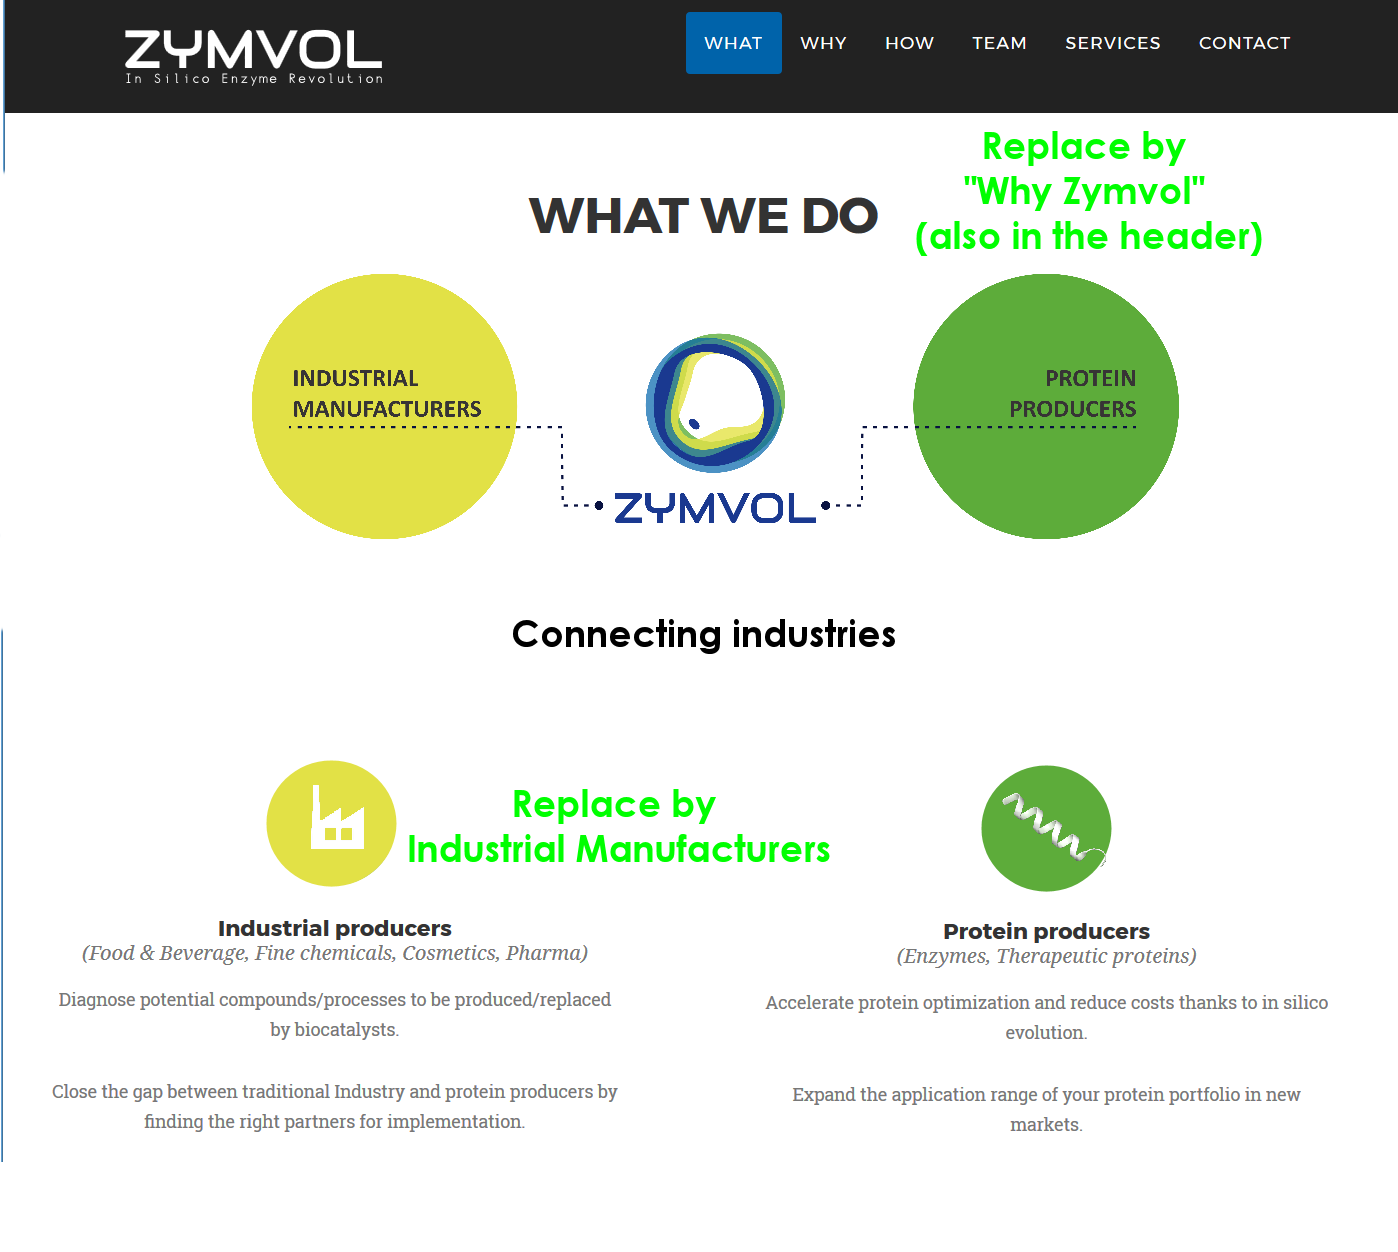 ZYMVOL
In Silico Enzyme Revolution
WHAT WHY HOW TEAM SERVICES CONTACT
Replace by
"Why Zymvol"
(also in the header)
WHAT WE DO
INDUSTRIAL
MANUFACTURERS
PROTEIN
PRODUCERS
ZYMVOL
Connecting industries
Replace by
Industrial Manufacturers
Industrial producers
(Food & Beverage, Fine chemicals, Cosmetics, Pharma)
Diagnose potential compounds/processes to be produced/replaced
by biocatalysts.
Close the gap between traditional Industry and protein producers by
finding the right partners for implementation.
Protein producers
(Enzymes, Therapeutic proteins)
Accelerate protein optimization and reduce costs thanks to in silico
evolution.
Expand the application range of your protein portfolio in new
markets.